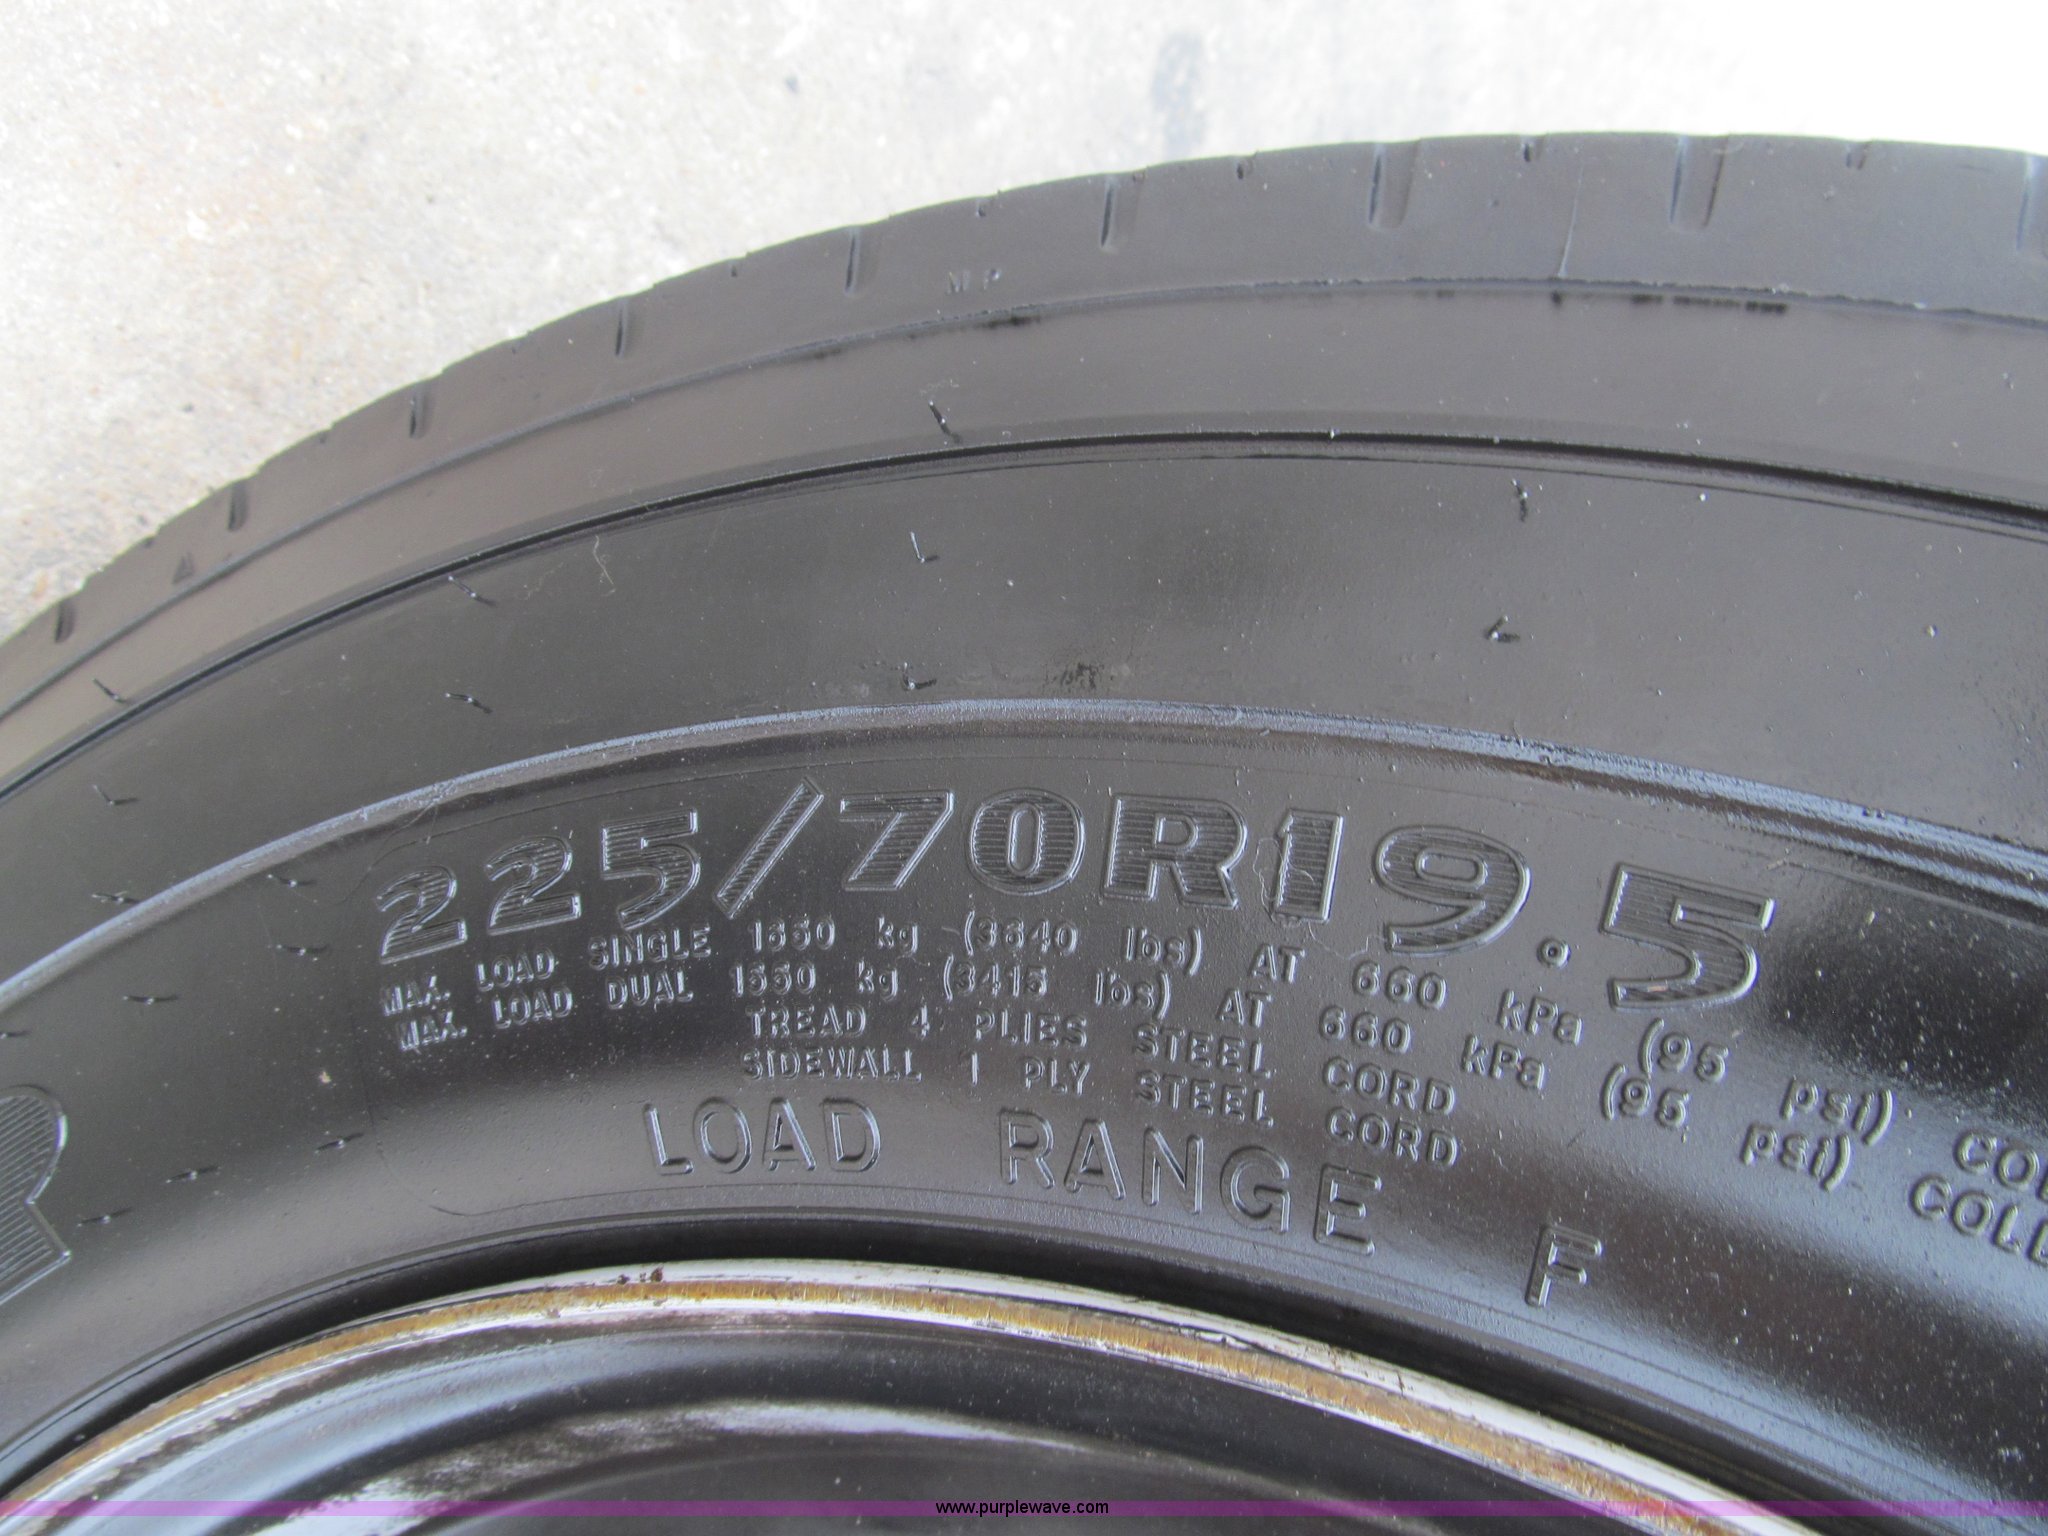 MP
225/70R19.5
MAX. LOAD SINGLE 1650 kg (3640 lbs) AT 660 kPa (95 psi) COL
MAX. LOAD DUAL 1550 kg (3415 lbs) AT 660 kPa (95 psi) COLD
TREAD 4 PLIES STEEL CORD
SIDEWALL 1 PLY STEEL CORD
LOAD RANGE F
R
www.purplewave.com